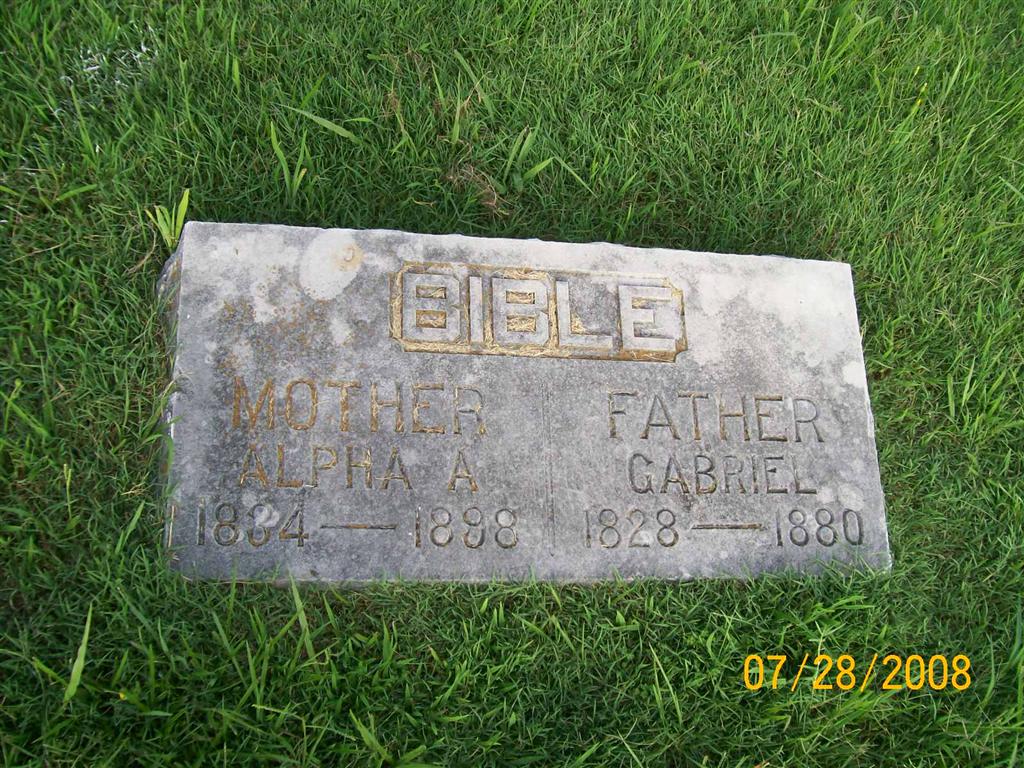 BIBLE
MOTHER
ALPHA A
1834 — 1898
FATHER
GABRIEL
1828 — 1880
07/28/2008